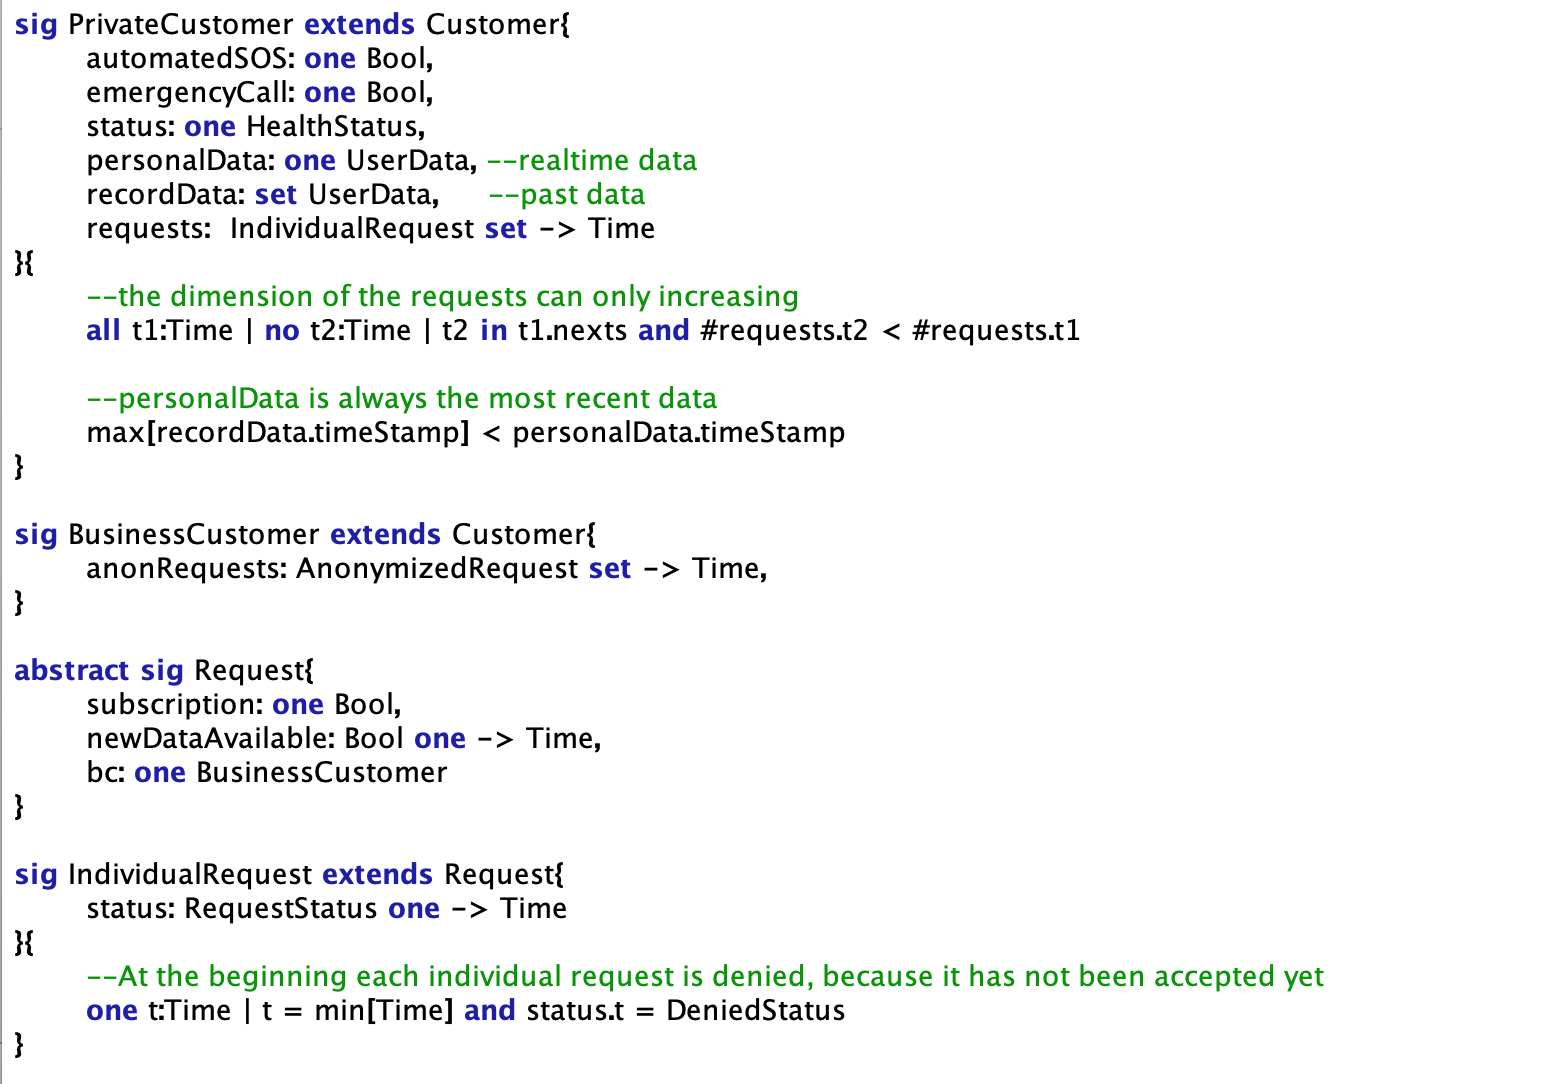 sig PrivateCustomer extends Customer{
automatedSOS: one Bool,
emergencyCall: one Bool,
status: one HealthStatus,
personalData: one UserData, --realtime data
recordData: set UserData, --past data
requests: IndividualRequest set -> Time
}{
--the dimension of the requests can only increasing
all t1:Time | no t2:Time | t2 in t1.nexts and #requests.t2 < #requests.t1
--personalData is always the most recent data
max[recordData.timeStamp] < personalData.timeStamp
}
sig BusinessCustomer extends Customer{
anonRequests: AnonymizedRequest set -> Time,
}
abstract sig Request{
subscription: one Bool,
newDataAvailable: Bool one -> Time,
bc: one BusinessCustomer
}
sig IndividualRequest extends Request{
status: RequestStatus one -> Time
}{
--At the beginning each individual request is denied, because it has not been accepted yet
one t:Time | t = min[Time] and status.t = DeniedStatus
}